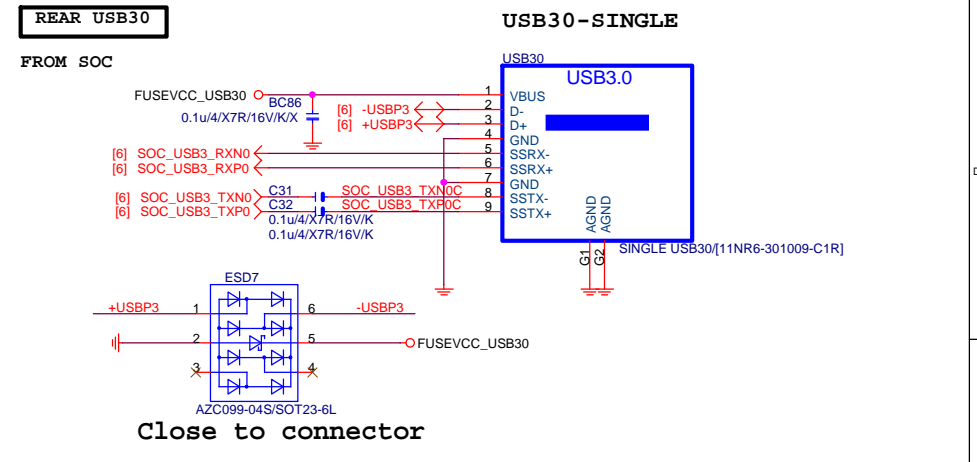 REAR USB30
USB30-SINGLE
FROM SOC
USB30
USB3.0
FUSEVCC_USB30
BC86
0.1u/4/X7R/16V/K/X
1 VBUS
[6] -USBP3 2 D-
[6] +USBP3 3 D+
4 GND
[6] SOC_USB3_RXN0 5 SSRX-
[6] SOC_USB3_RXP0 6 SSRX+
7 GND
[6] SOC_USB3_TXN0 C31 SOC_USB3_TXN0C 8 SSTX-
[6] SOC_USB3_TXP0 C32 SOC_USB3_TXP0C 9 SSTX+
0.1u/4/X7R/16V/K
0.1u/4/X7R/16V/K
AGND
AGND
G1
G2
SINGLE USB30/[11NR6-301009-C1R]
ESD7
+USBP3 1 6 -USBP3
2 5 FUSEVCC_USB30
3 4
AZC099-04S/SOT23-6L
Close to connector